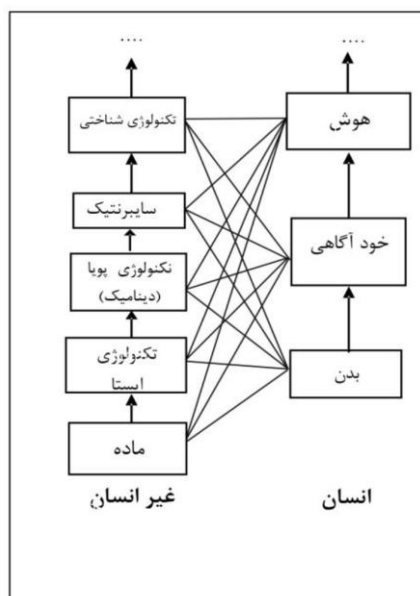 ....
....
هوش
تکنولوژی شناختی
سایبرنتیک
خود آگاهی
تکنولوژی پویا
(دینامیک)
تکنولوژی
ایستا
بدن
ماده
انسان
غیر انسان